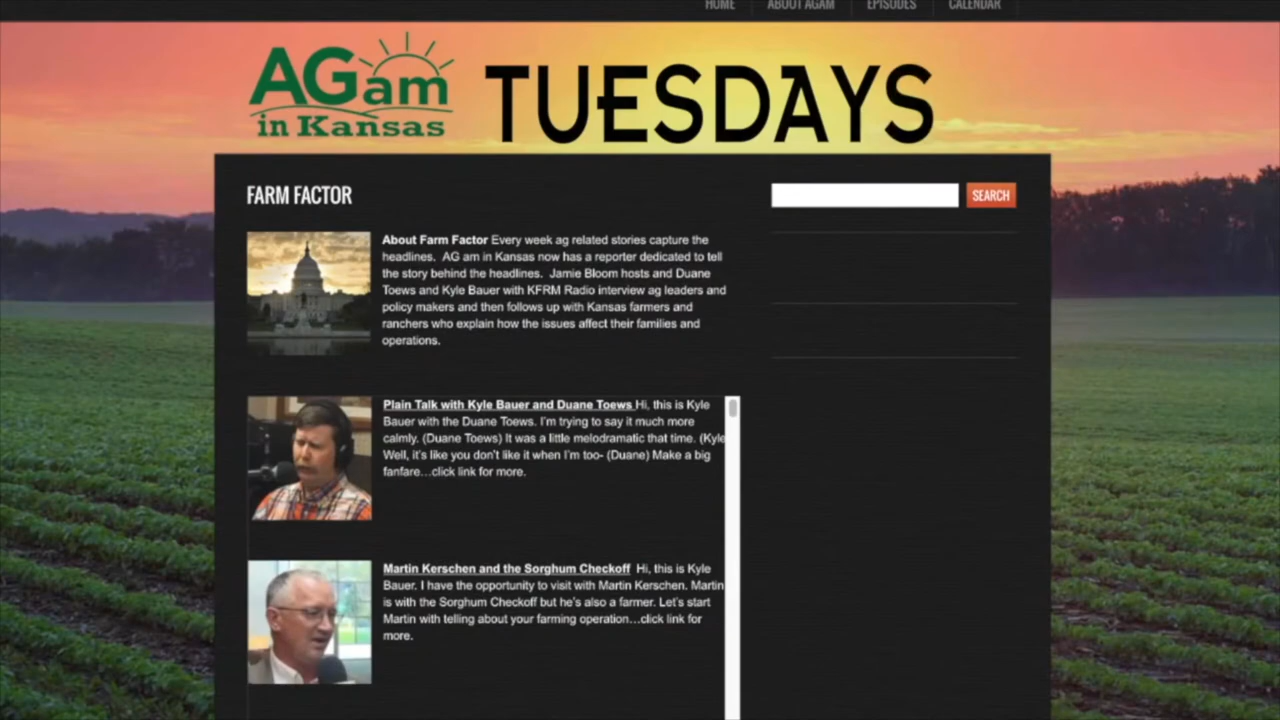 HOME ABOUT AGAM EPISODES CALENDAR
AGam
in Kansas
TUESDAYS
FARM FACTOR
SEARCH
About Farm Factor Every week ag related stories capture the
headlines. AG am in Kansas now has a reporter dedicated to tell
the story behind the headlines. Jamie Bloom hosts and Duane
Toews and Kyle Bauer with KFRM Radio interview ag leaders and
policy makers and then follows up with Kansas farmers and
ranchers who explain how the issues affect their families and
operations.
Plain Talk with Kyle Bauer and Duane Toews Hi, this is Kyle
Bauer with the Duane Toews. I'm trying to say it much more
calmly. (Duane Toews) It was a little melodramatic that time. (Kyle
Well, it's like you don't like it when I'm too- (Duane) Make a big
fanfare…click link for more.
Martin Kerschen and the Sorghum Checkoff Hi, this is Kyle
Bauer. I have the opportunity to visit with Martin Kerschen. Martin
is with the Sorghum Checkoff but he's also a farmer. Let's start
Martin with telling about your farming operation…click link for
more.